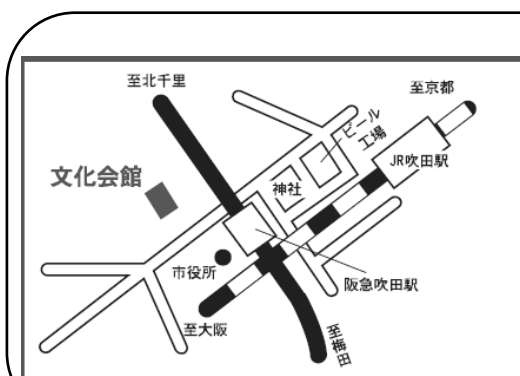 至北千里
至京都
ビール
工場
文化会館
JR吹田駅
神社
市役所
阪急吹田駅
至大阪
至梅田